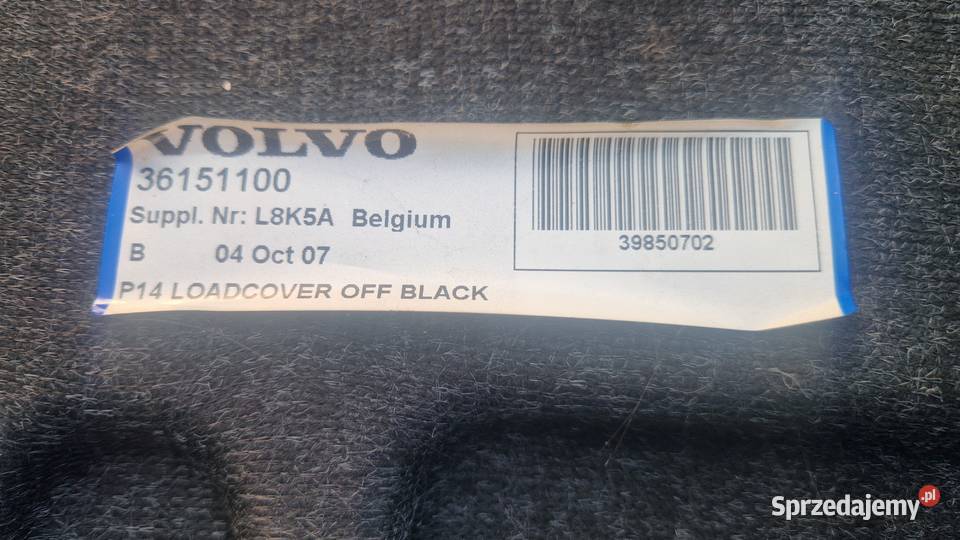 VOLVO
36151100
Suppl. Nr: L8K5A Belgium
B 04 Oct 07
P14 LOADCOVER OFF BLACK
39850702
Sprzedajemy.pl